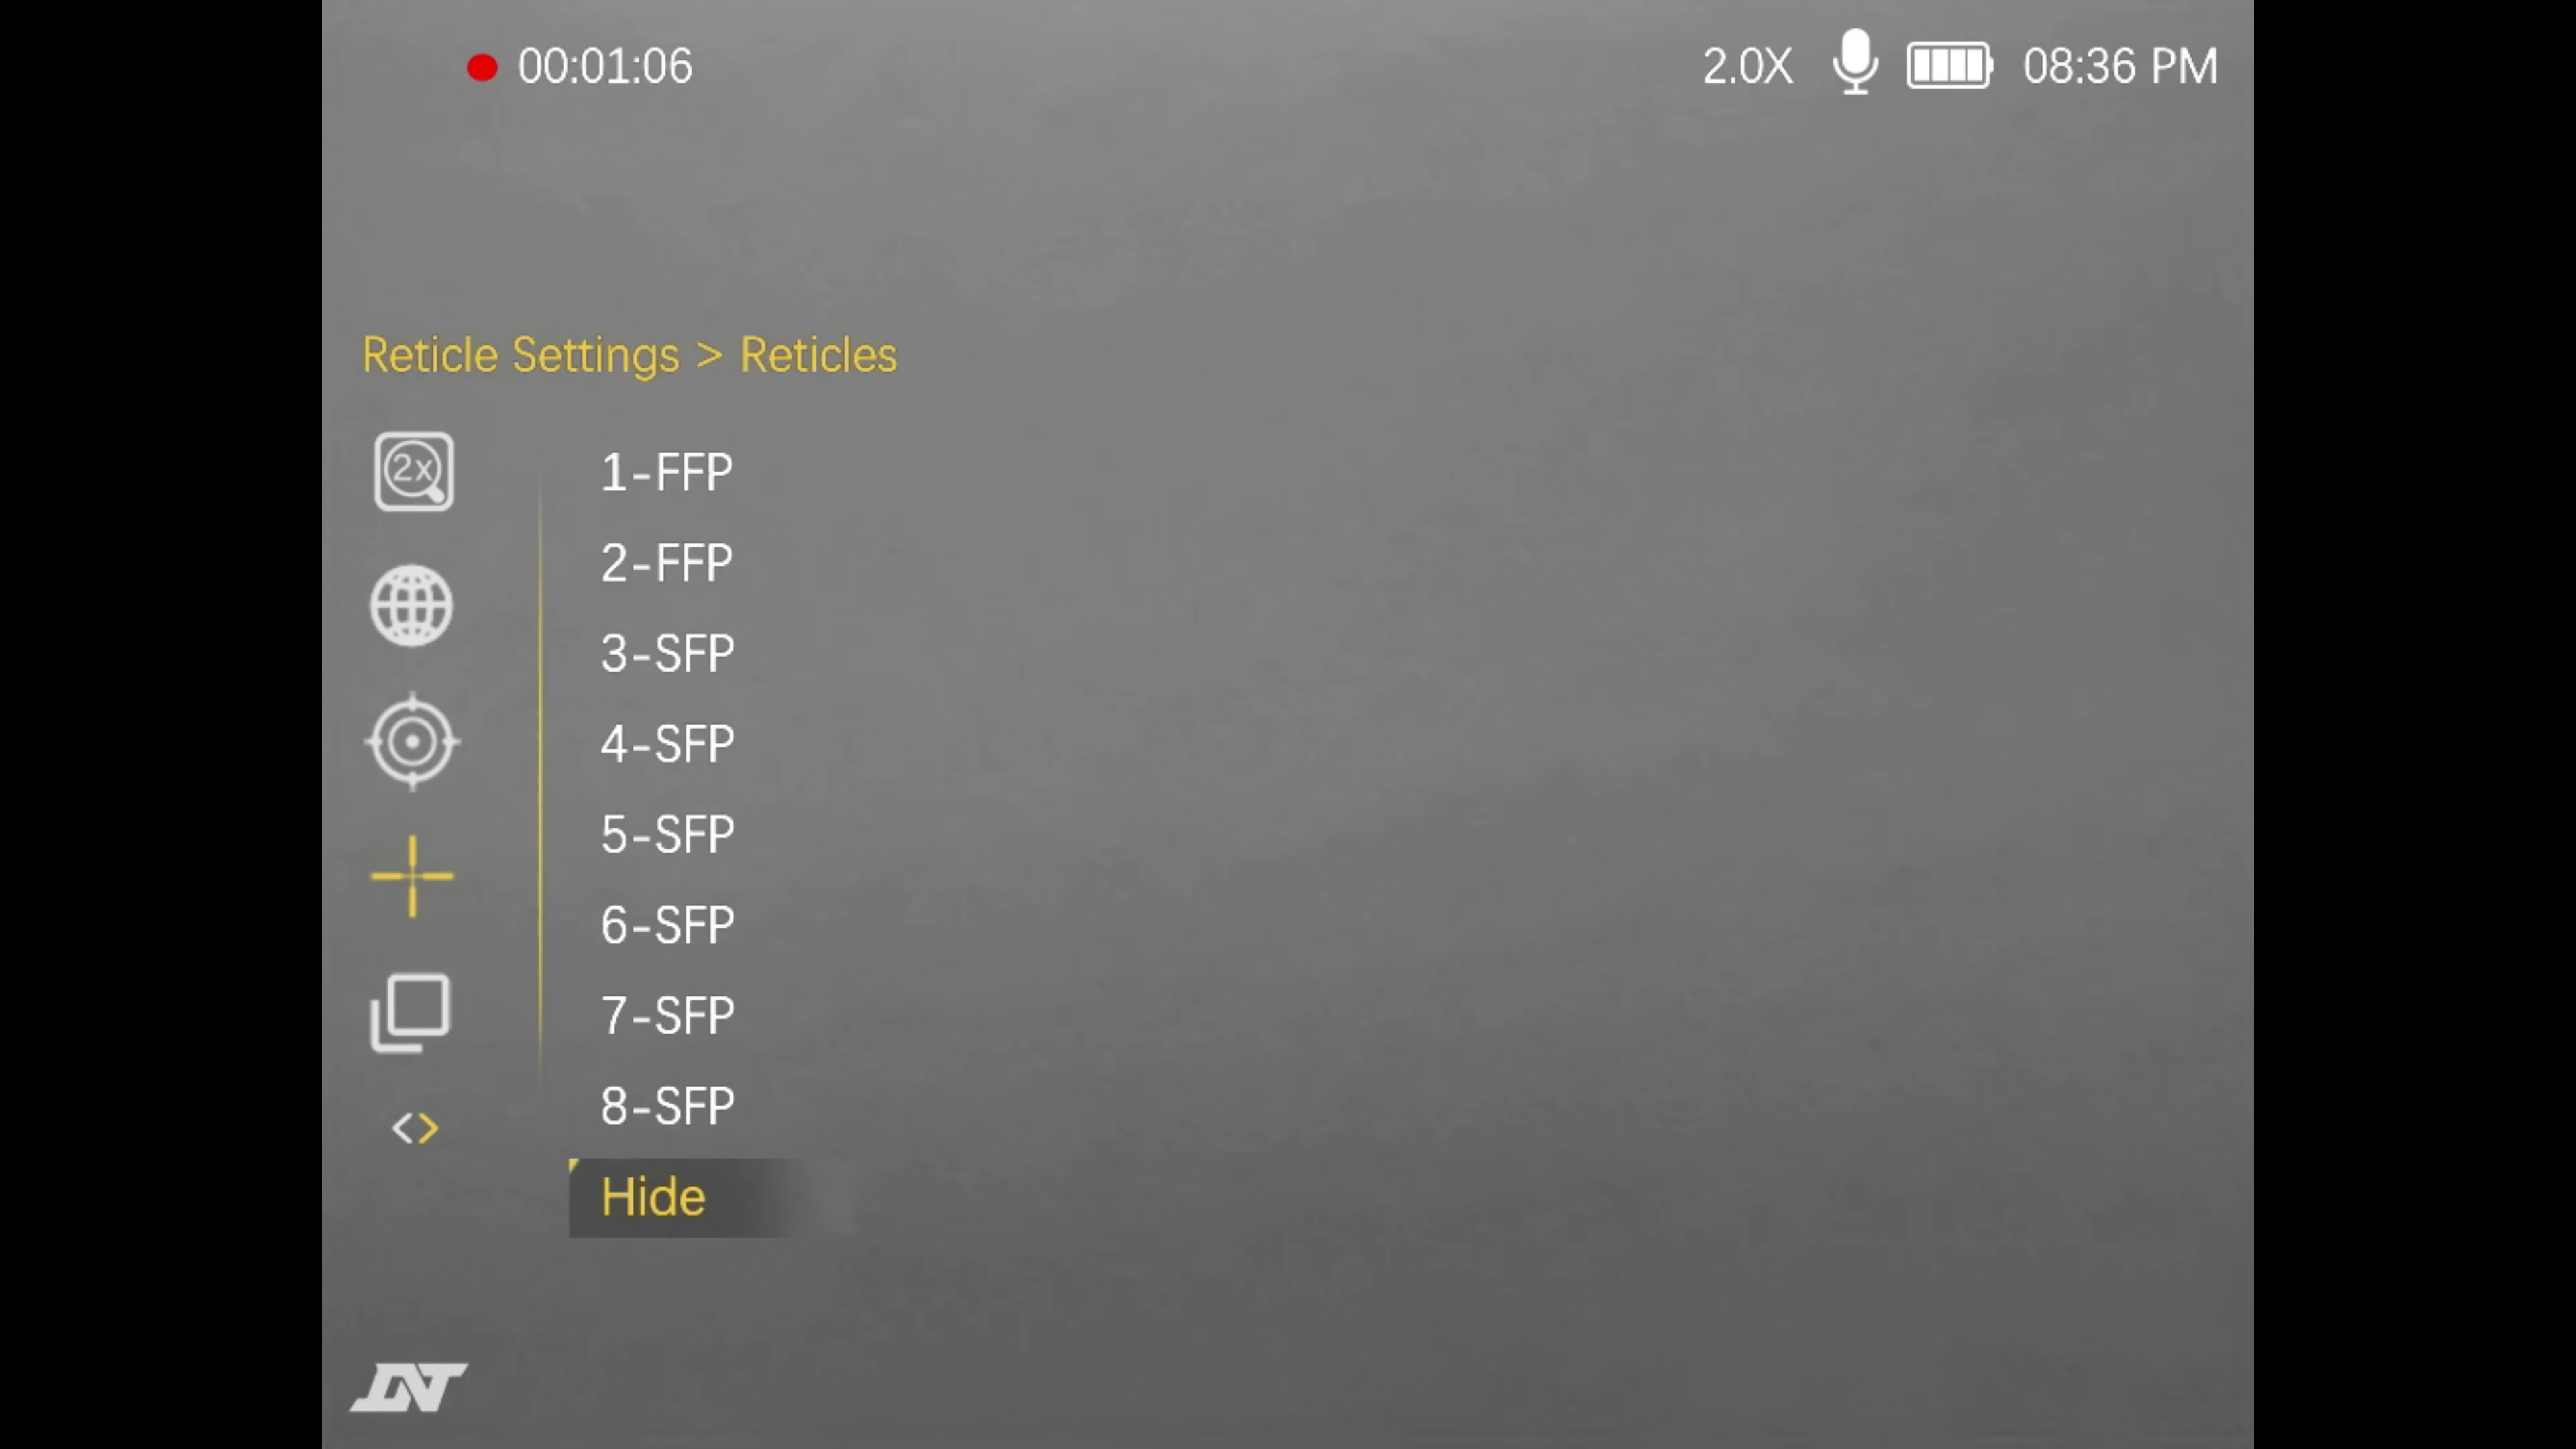 00:01:06 2.0X 08:36 PM
Reticle Settings > Reticles
2x
1-FFP
2-FFP
3-SFP
4-SFP
5-SFP
6-SFP
7-SFP
8-SFP
<>
Hide